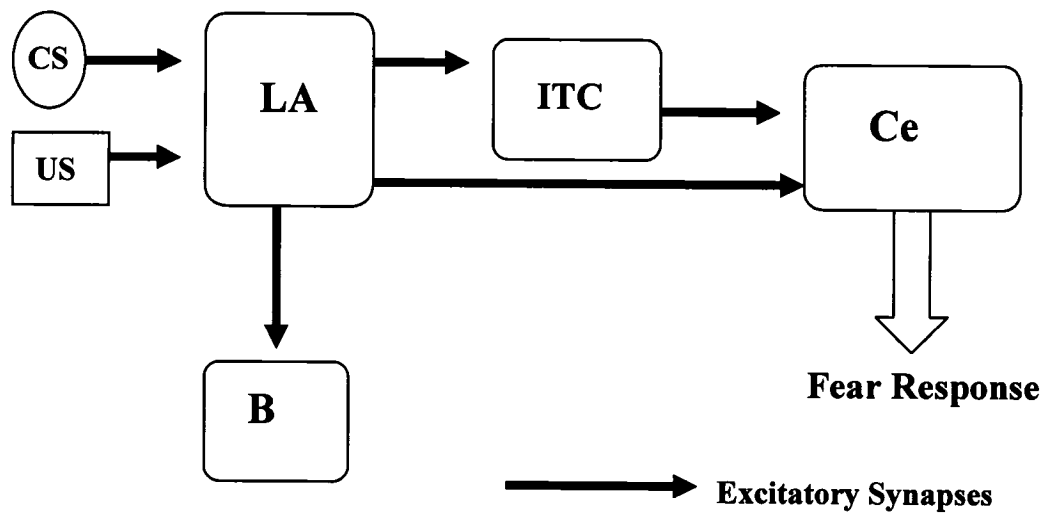 CS
US
LA
ITC
Ce
B
Fear Response
Excitatory Synapses